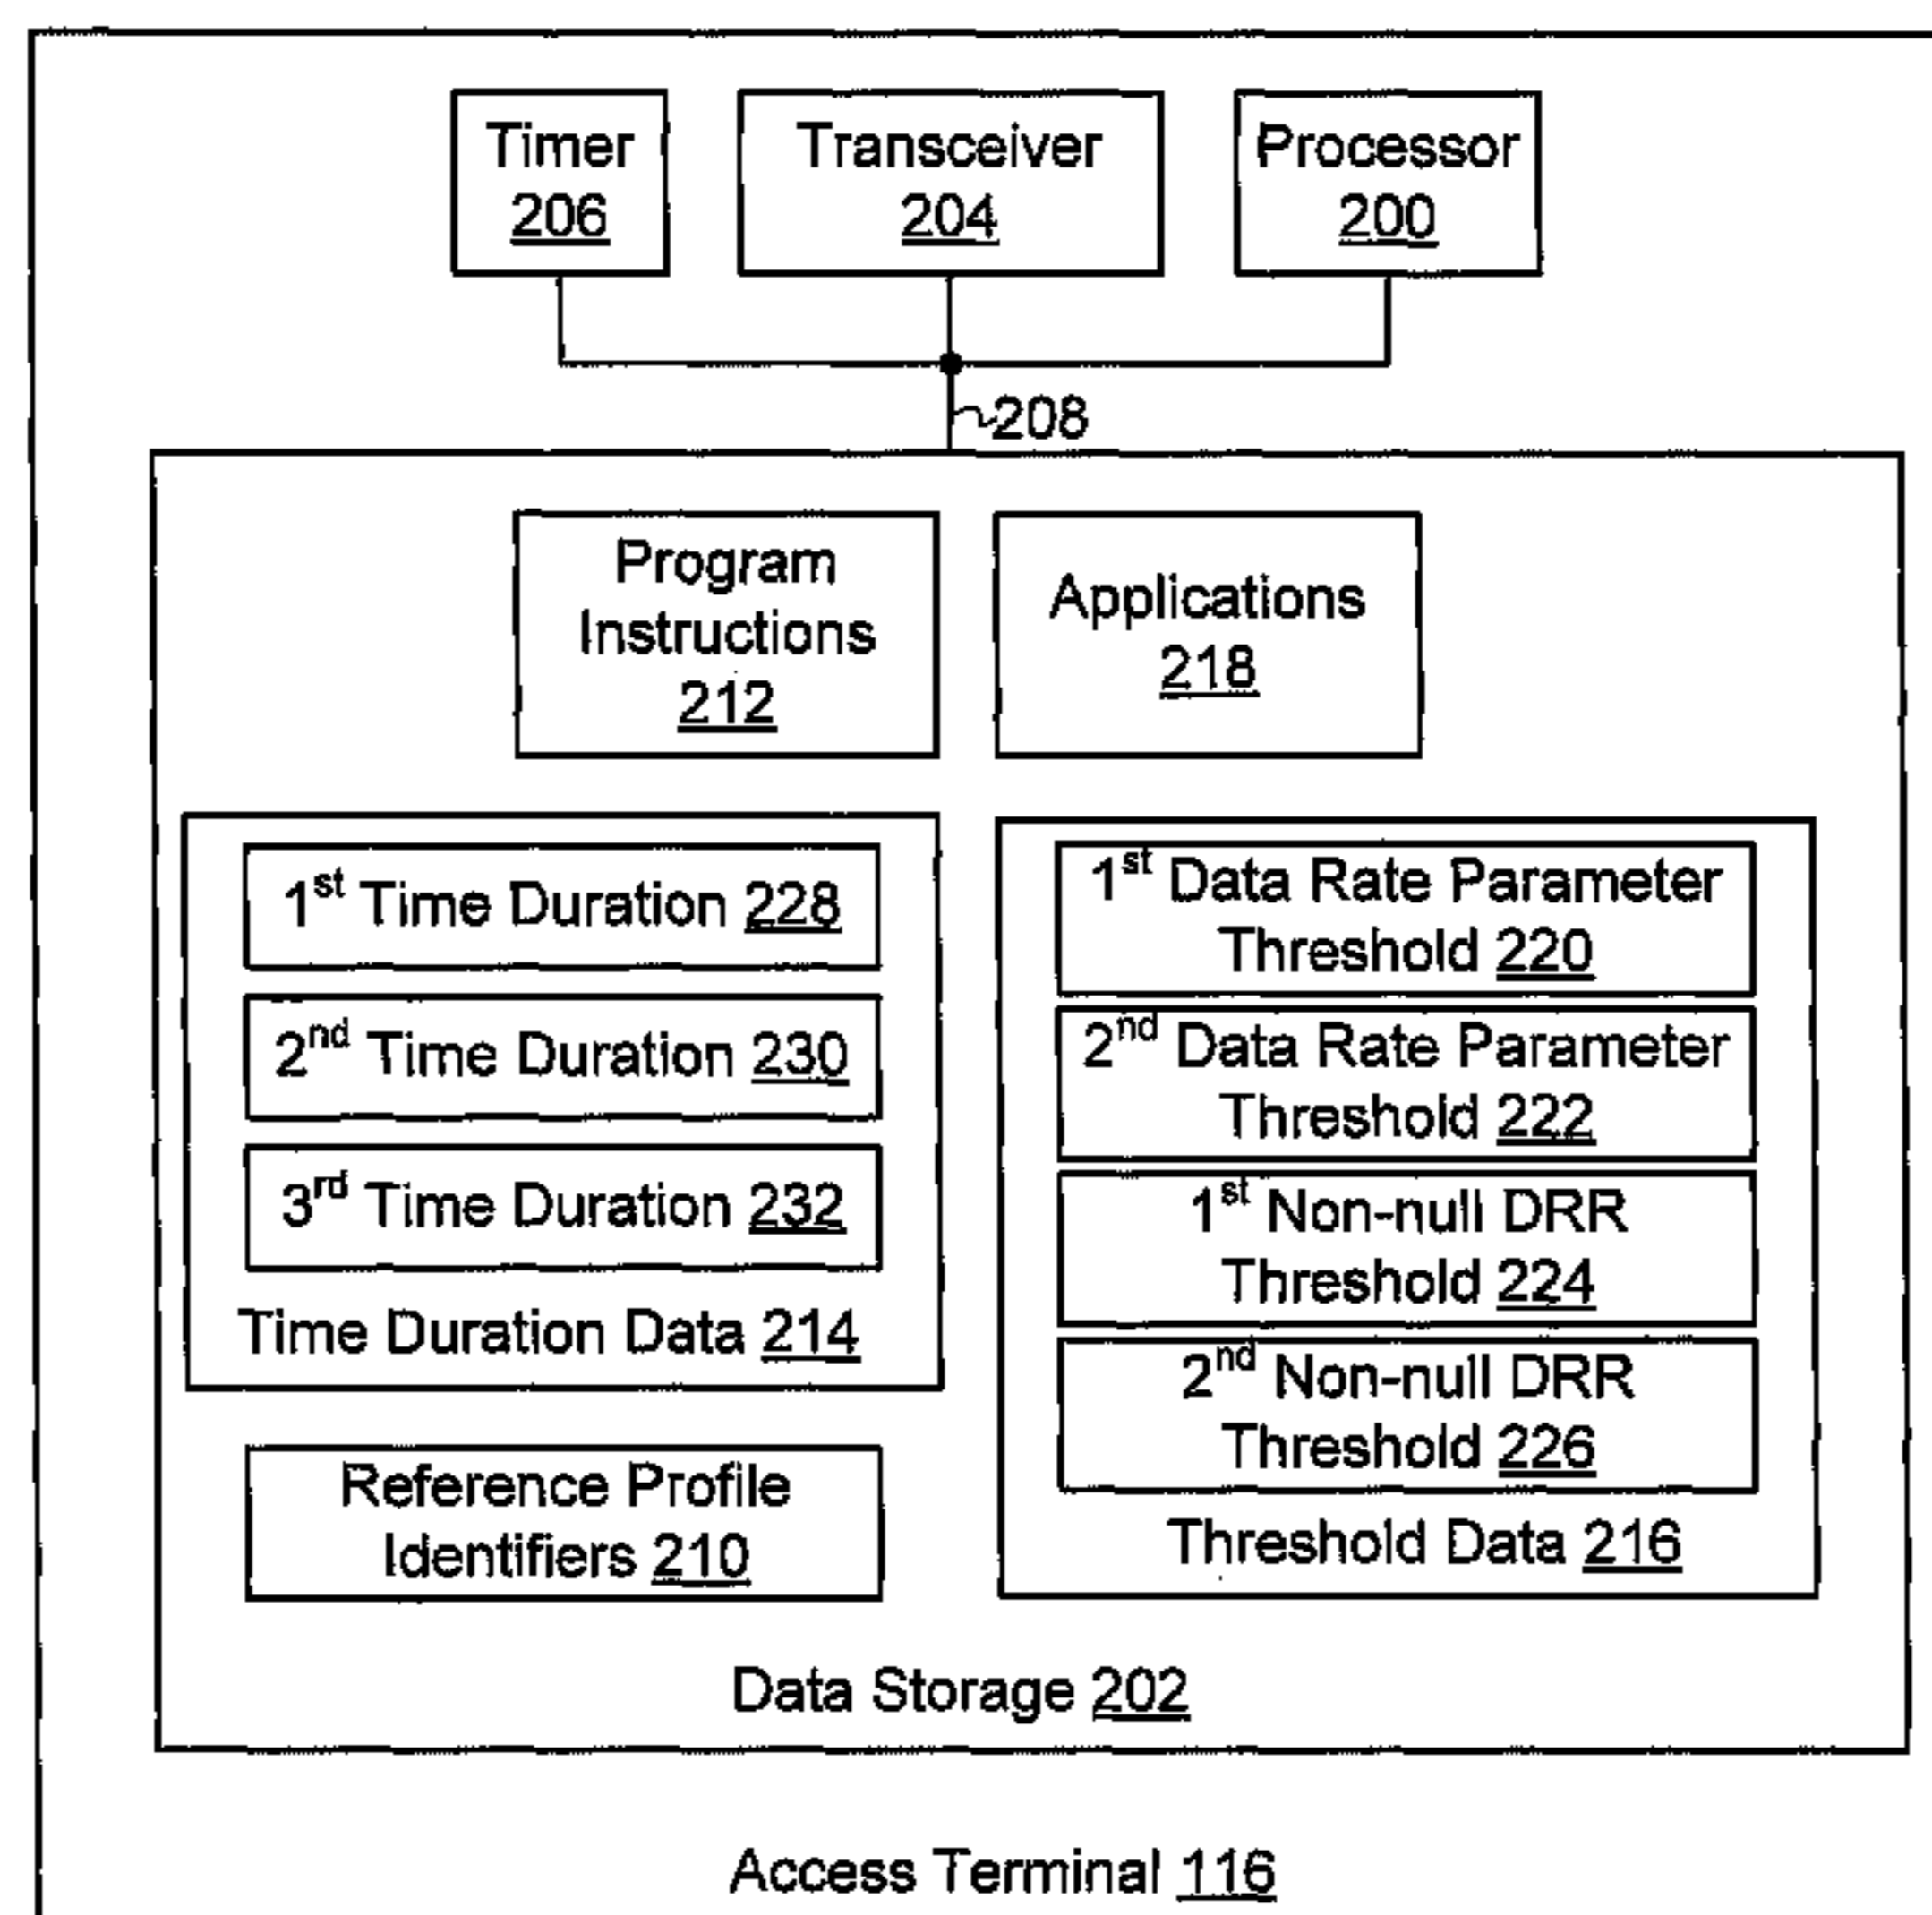 Timer
206
Transceiver
204
Processor
200
208
Program
Instructions
212
Applications
218
1st Time Duration 228
2nd Time Duration 230
3rd Time Duration 232
Time Duration Data 214
Reference Profile
Identifiers 210
1st Data Rate Parameter
Threshold 220
2nd Data Rate Parameter
Threshold 222
1st Non-null DRR
Threshold 224
2nd Non-null DRR
Threshold 226
Threshold Data 216
Data Storage 202
Access Terminal 116